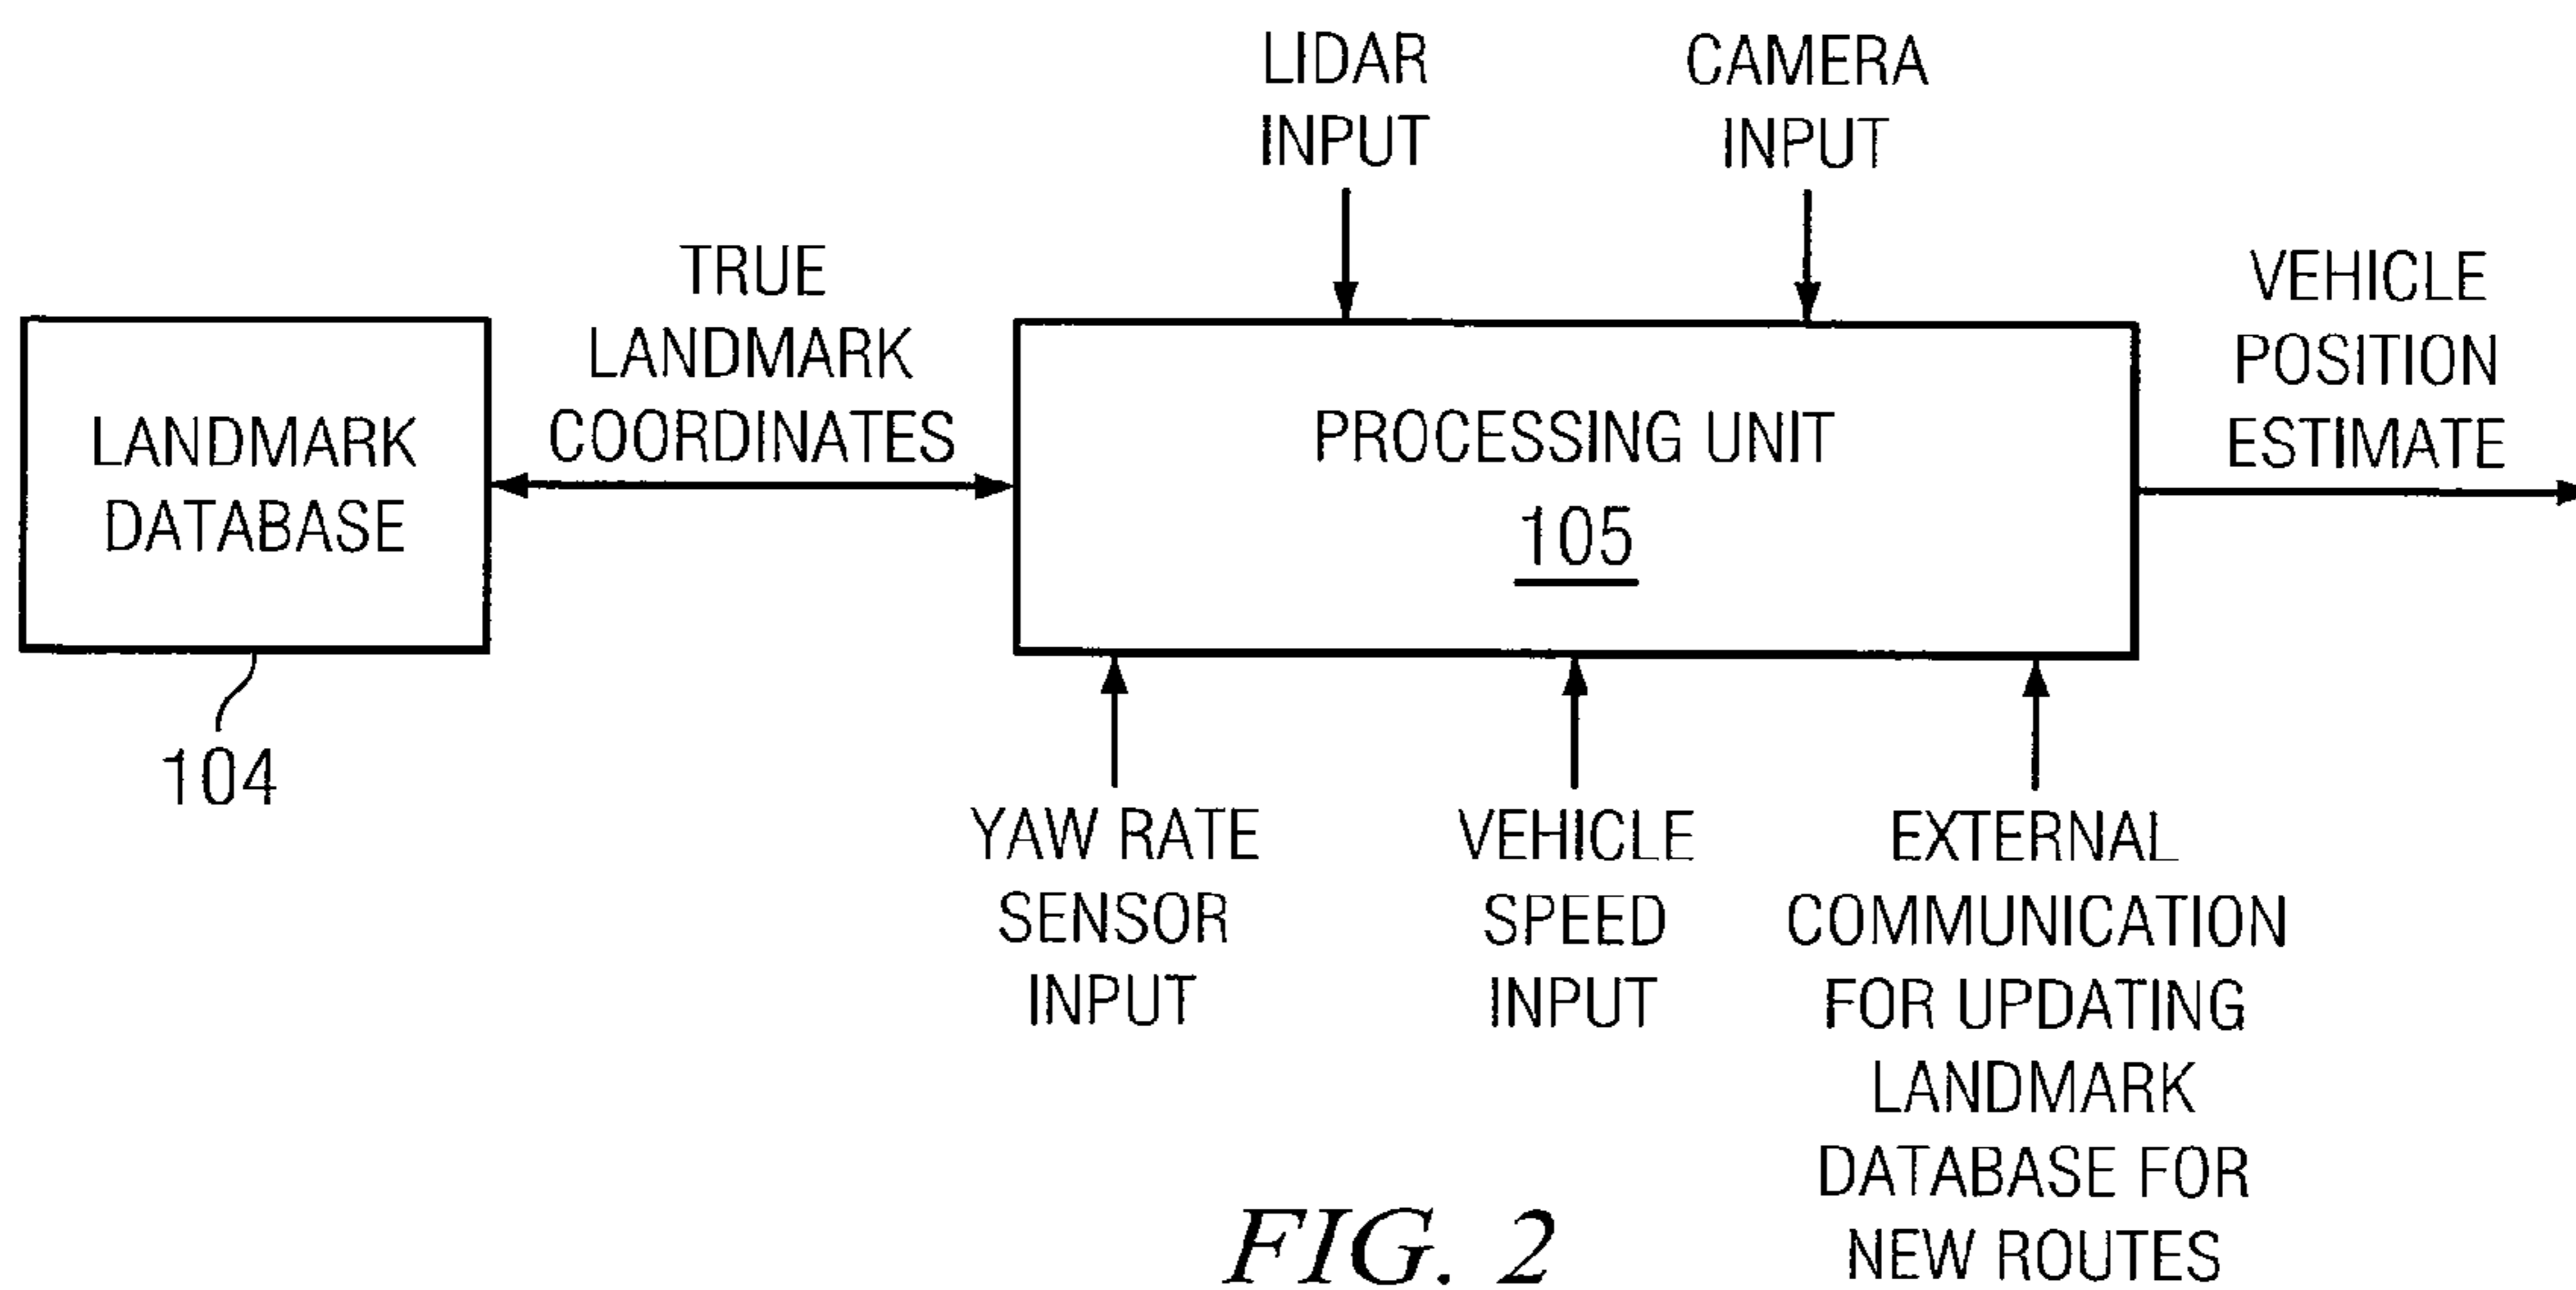 LIDAR
INPUT
CAMERA
INPUT
TRUE
LANDMARK
COORDINATES
VEHICLE
POSITION
ESTIMATE
LANDMARK
DATABASE
104
PROCESSING UNIT
105
YAW RATE
SENSOR
INPUT
VEHICLE
SPEED
INPUT
EXTERNAL
COMMUNICATION
FOR UPDATING
LANDMARK
DATABASE FOR
NEW ROUTES
FIG. 2